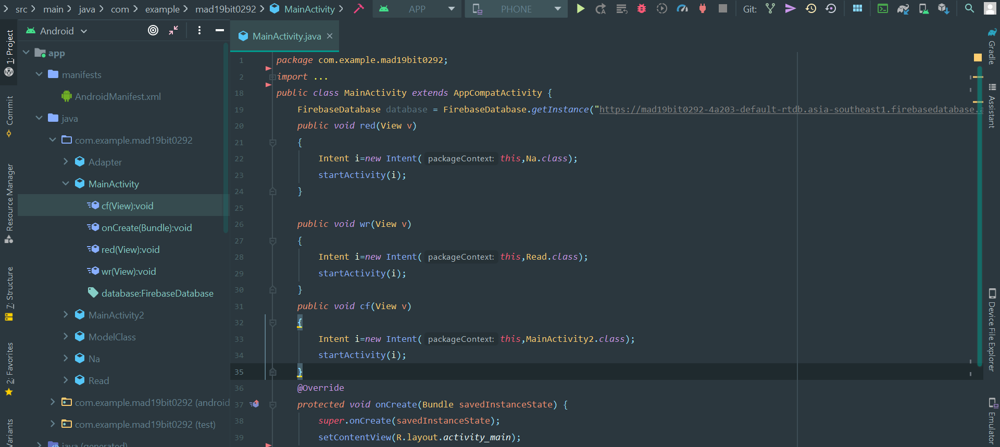 src main java com example mad19bit0292 MainActivity APP PHONE Git:
1: Project
Commit
Resource Manager
7: Structure
2: Favorites
Variants
Android
app
manifests
AndroidManifest.xml
java
com.example.mad19bit0292
Adapter
MainActivity
cf(View):void
onCreate(Bundle):void
red(View):void
wr(View):void
database:FirebaseDatabase
MainActivity2
ModelClass
Na
Read
com.example.mad19bit0292 (android
com.example.mad19bit0292 (test)
java (generated)
MainActivity.java ×
1 package com.example.mad19bit0292;
2 import ...
18 public class MainActivity extends AppCompatActivity {
19 FirebaseDatabase database = FirebaseDatabase.getInstance("https://mad19bit0292-4a203-default-rtdb.asia-southeast1.firebasedatabase.a
20 public void red(View v)
21 {
22 Intent i=new Intent( packageContext: this,Na.class);
23 startActivity(i);
24 }
25
26 public void wr(View v)
27 {
28 Intent i=new Intent( packageContext: this,Read.class);
29 startActivity(i);
30 }
31 public void cf(View v)
32 {
33 Intent i=new Intent( packageContext: this,MainActivity2.class);
34 startActivity(i);
35 }
36 @Override
37 protected void onCreate(Bundle savedInstanceState) {
38 super.onCreate(savedInstanceState);
39 setContentView(R.layout.activity_main);
Gradle
Assistant
Device File Explorer
Emulator